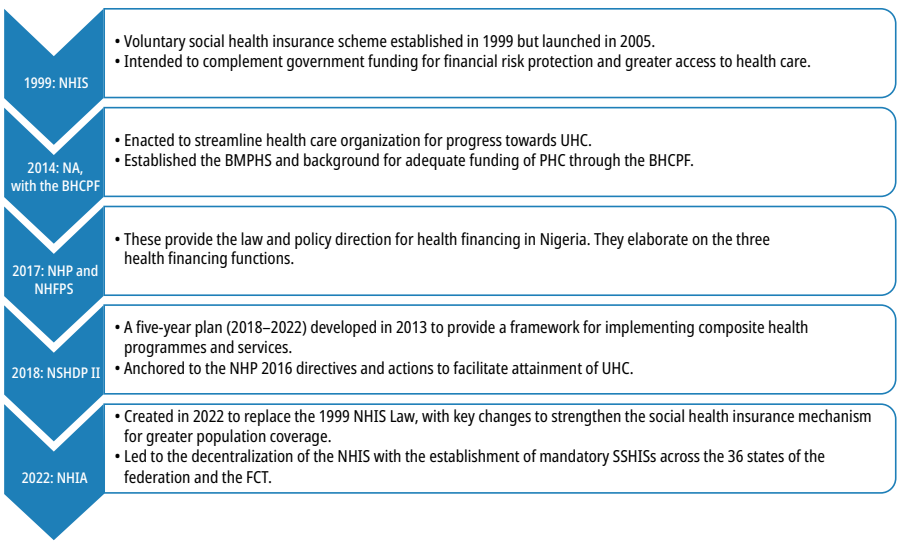 1999: NHIS
• Voluntary social health insurance scheme established in 1999 but launched in 2005.
• Intended to complement government funding for financial risk protection and greater access to health care.
2014: NA,
with the BHCPF
• Enacted to streamline health care organization for progress towards UHC.
• Established the BMPHS and background for adequate funding of PHC through the BHCPF.
2017: NHP and
NHFPS
• These provide the law and policy direction for health financing in Nigeria. They elaborate on the three
health financing functions.
2018: NSHDP II
• A five-year plan (2018–2022) developed in 2013 to provide a framework for implementing composite health
programmes and services.
• Anchored to the NHP 2016 directives and actions to facilitate attainment of UHC.
2022: NHIA
• Created in 2022 to replace the 1999 NHIS Law, with key changes to strengthen the social health insurance mechanism
for greater population coverage.
• Led to the decentralization of the NHIS with the establishment of mandatory SSHISs across the 36 states of the
federation and the FCT.